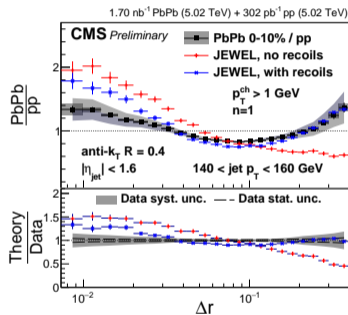 1.70 nb⁻¹ PbPb (5.02 TeV) + 302 pb⁻¹ pp (5.02 TeV)
CMS Preliminary
PbPb 0-10% / pp
JEWEL, no recoils
JEWEL, with recoils
p_T^ch > 1 GeV
n=1
PbPb
pp
2
1
anti-k_T R = 0.4
|η_jet| < 1.6
140 < jet p_T < 160 GeV
Data syst. unc.
Data stat. unc.
Theory
Data
2
1.5
1
0.5
0
10⁻²
10⁻¹
Δr